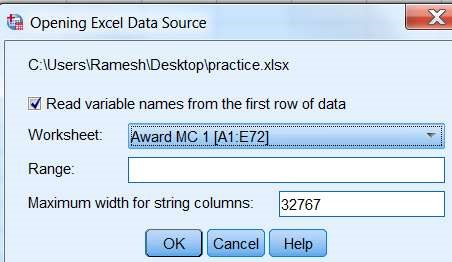 Opening Excel Data Source
C:\Users\Ramesh\Desktop\practice.xlsx
Read variable names from the first row of data
Worksheet: Award MC 1 [A1:E72]
Range:
Maximum width for string columns: 32767
OK Cancel Help